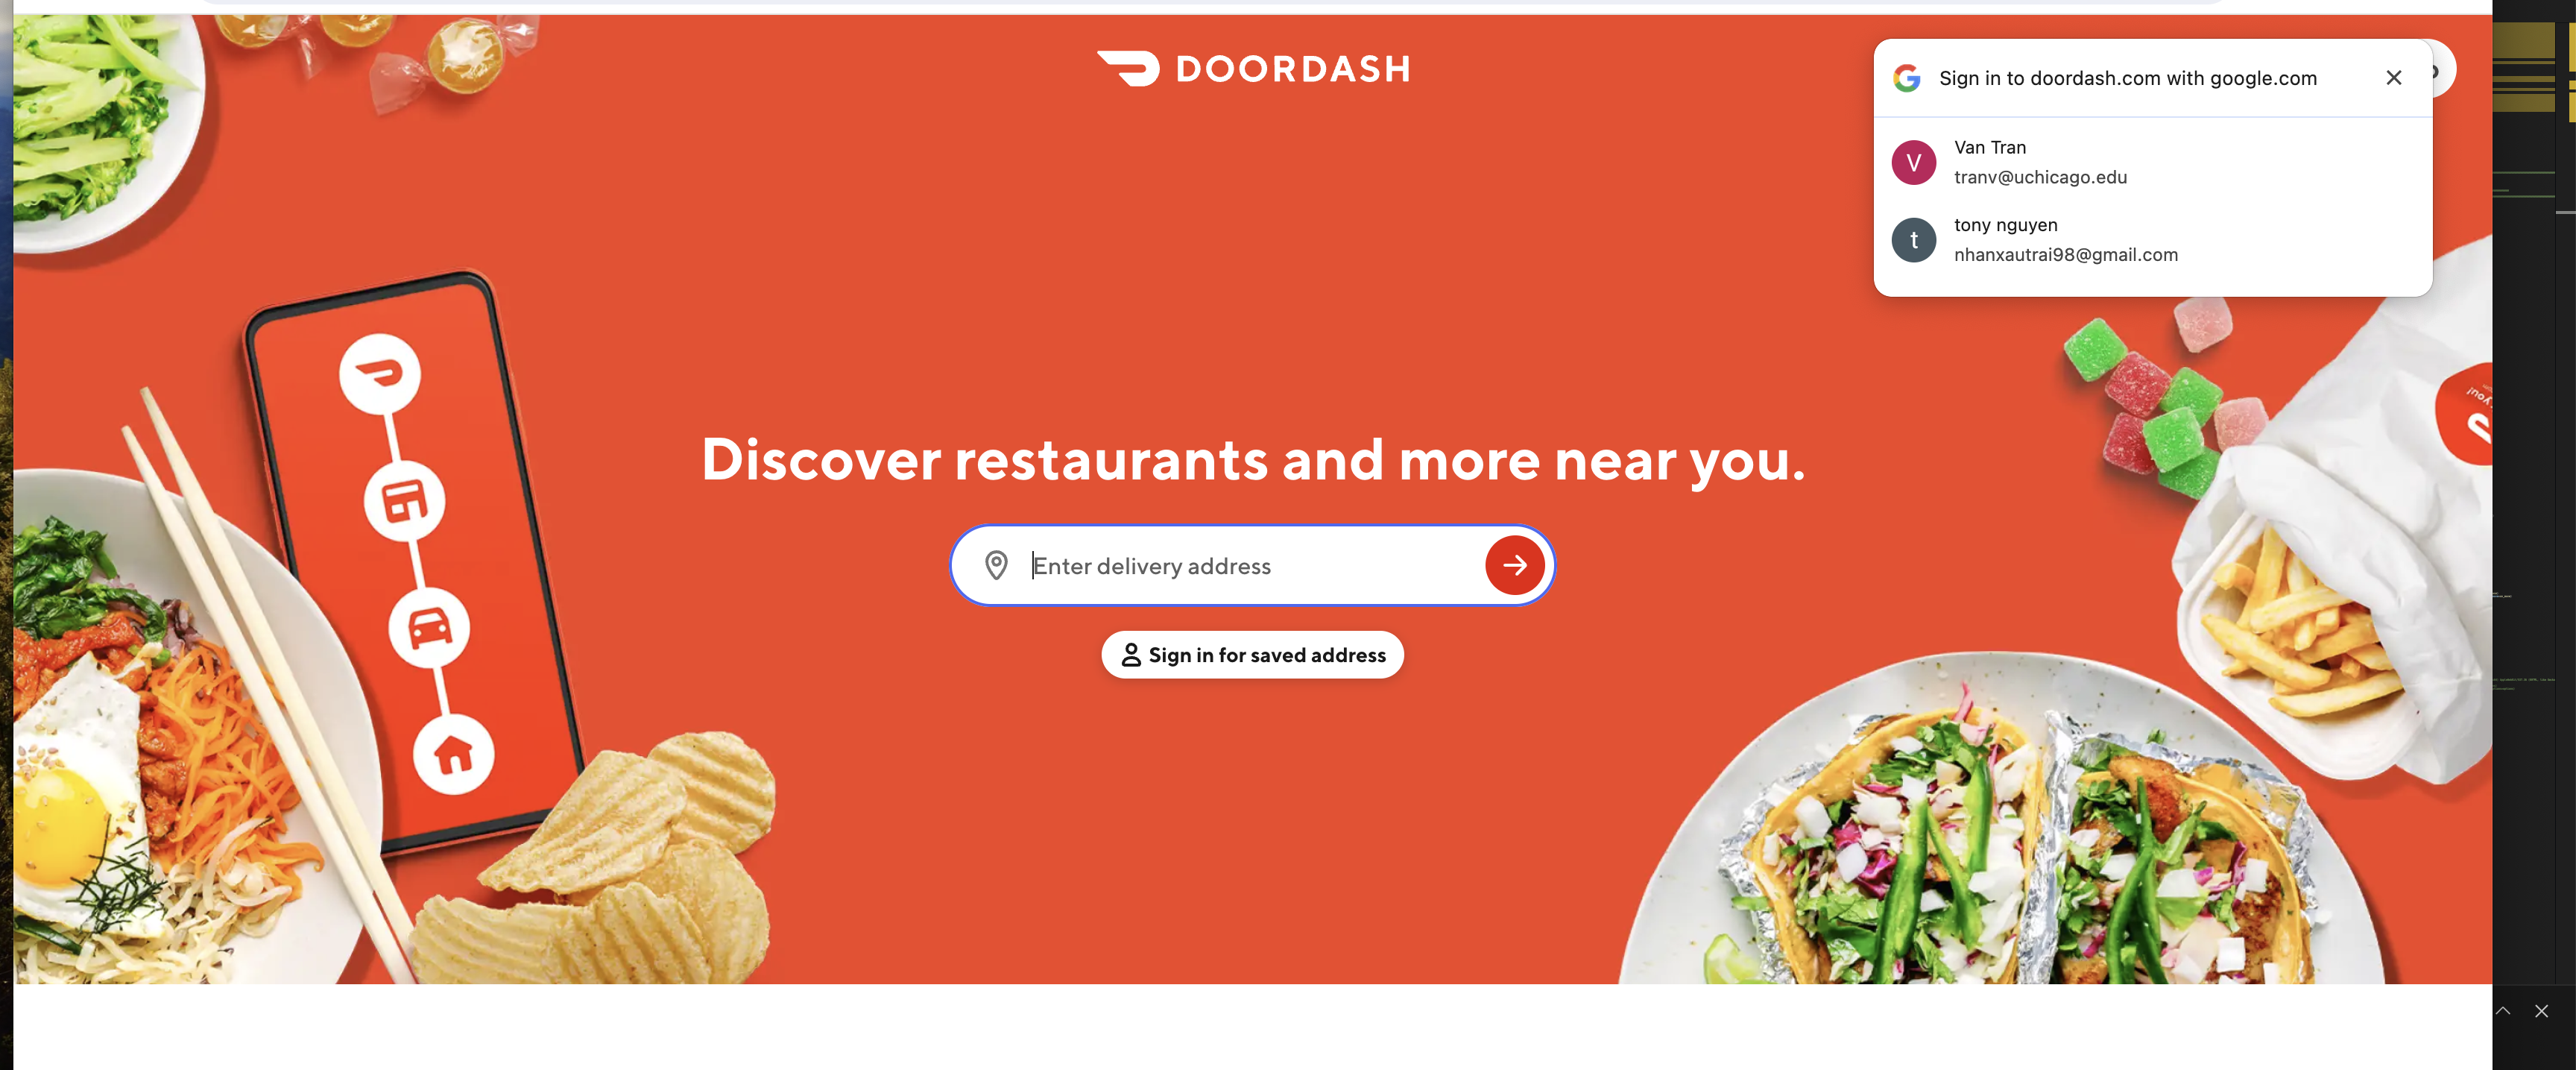 DOORDASH
Sign in to doordash.com with google.com
V
Van Tran
tranv@uchicago.edu
t
tony nguyen
nhanxautrai98@gmail.com
Discover restaurants and more near you.
Enter delivery address
Sign in for saved address
you!